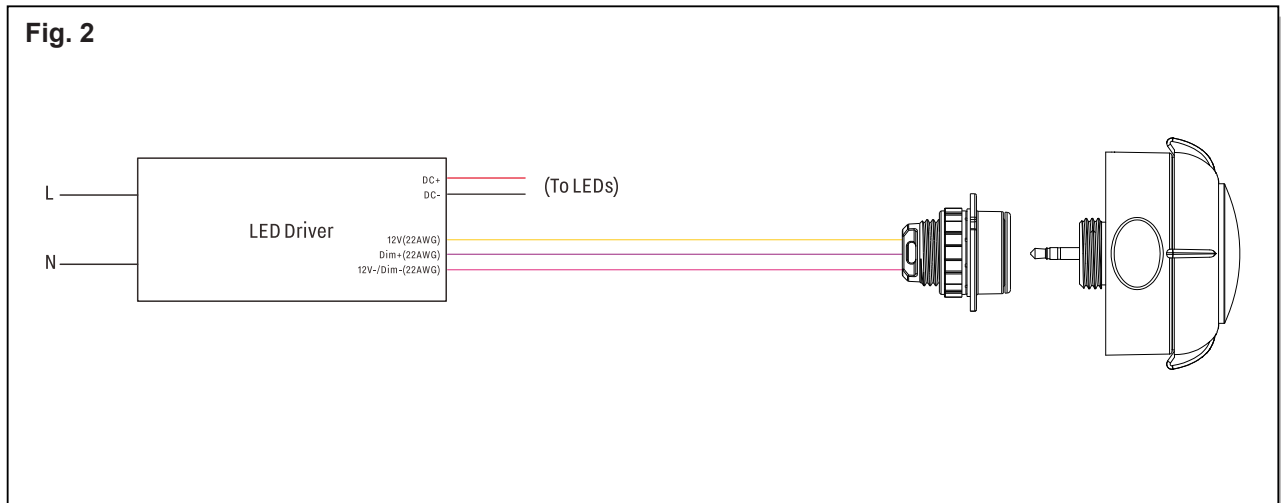 Fig. 2
DC+
L
(To LEDs)
DC-
LED Driver
12V(22AWG)
Dim+(22AWG)
N
12V-/Dim-(22AWG)